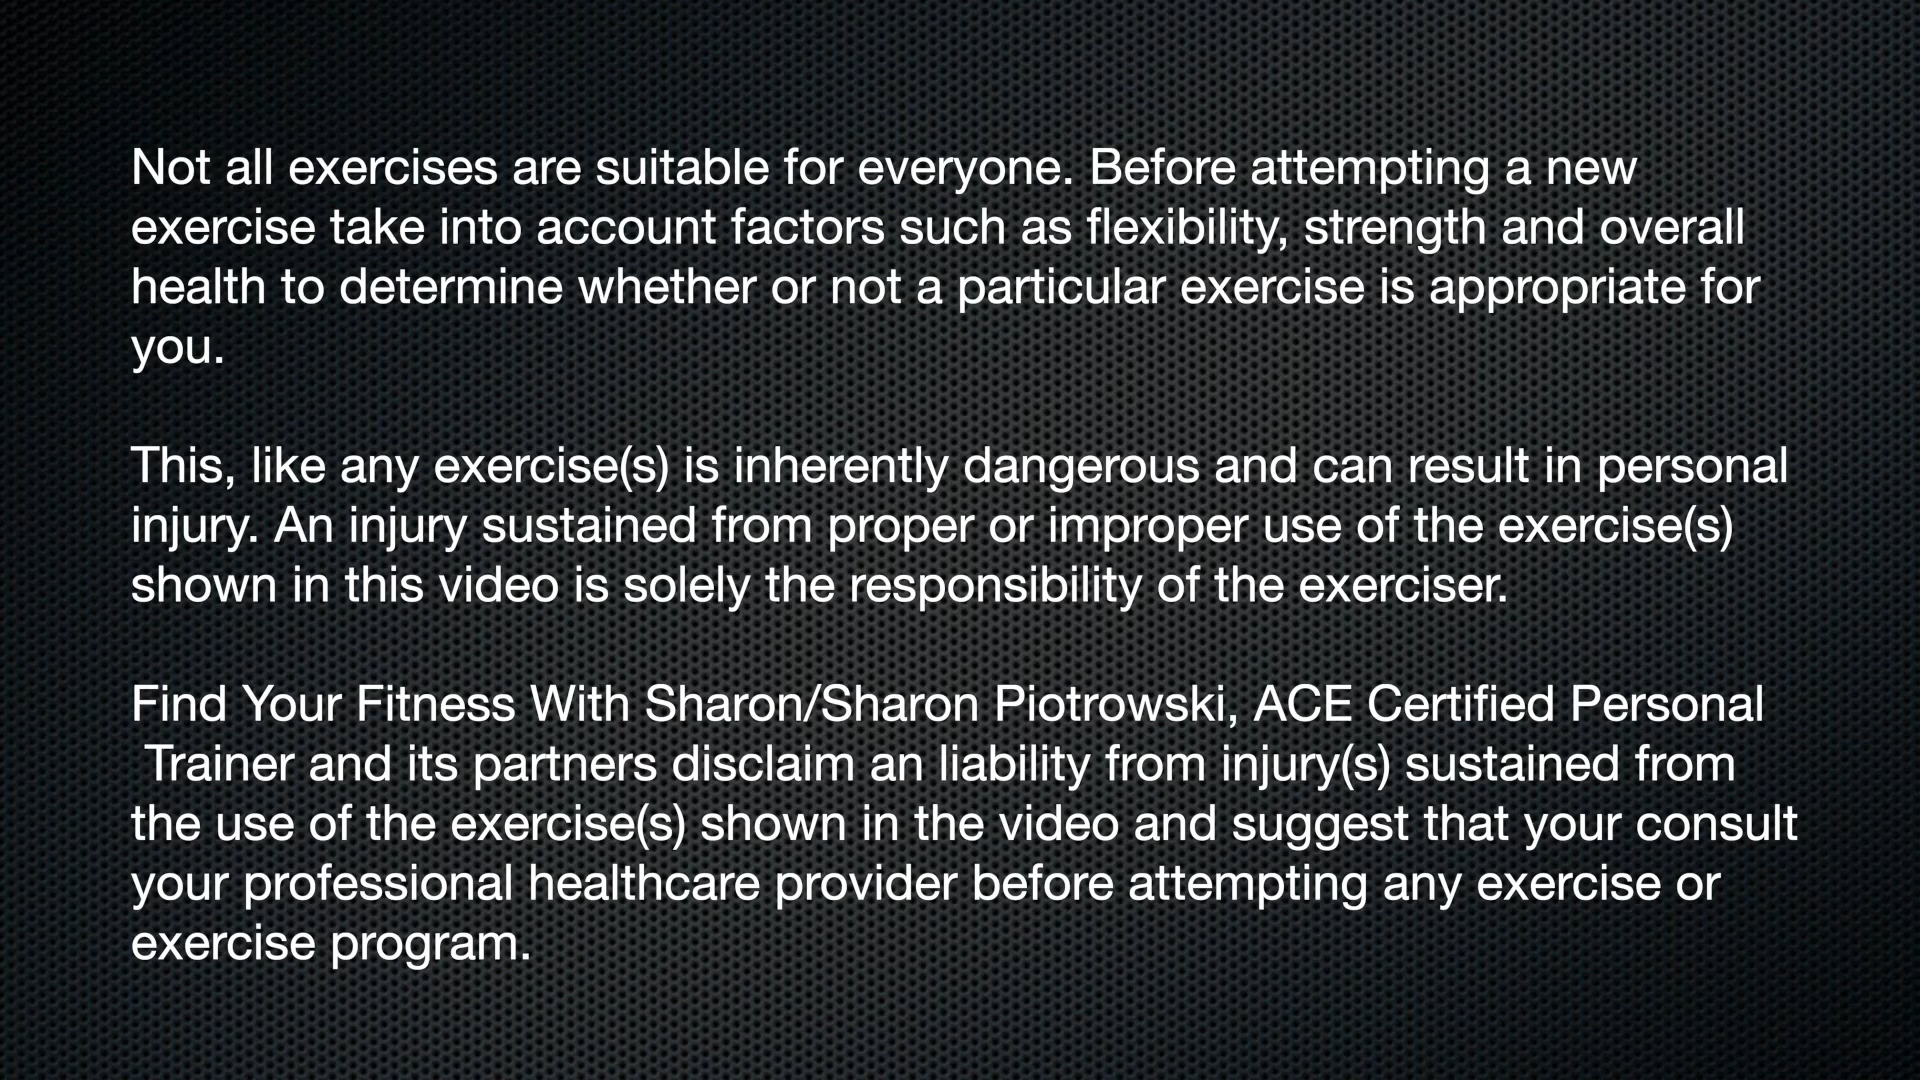 Not all exercises are suitable for everyone. Before attempting a new
exercise take into account factors such as flexibility, strength and overall
health to determine whether or not a particular exercise is appropriate for
you.
This, like any exercise(s) is inherently dangerous and can result in personal
injury. An injury sustained from proper or improper use of the exercise(s)
shown in this video is solely the responsibility of the exerciser.
Find Your Fitness With Sharon/Sharon Piotrowski, ACE Certified Personal
Trainer and its partners disclaim an liability from injury(s) sustained from
the use of the exercise(s) shown in the video and suggest that your consult
your professional healthcare provider before attempting any exercise or
exercise program.